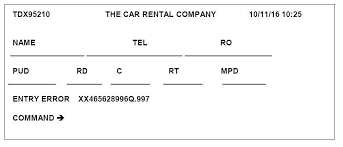 TDX95210 THE CAR RENTAL COMPANY 10/11/16 10:25
NAME TEL RO
PUD RD C RT MPD
ENTRY ERROR XX465628996Q.997
COMMAND ➔